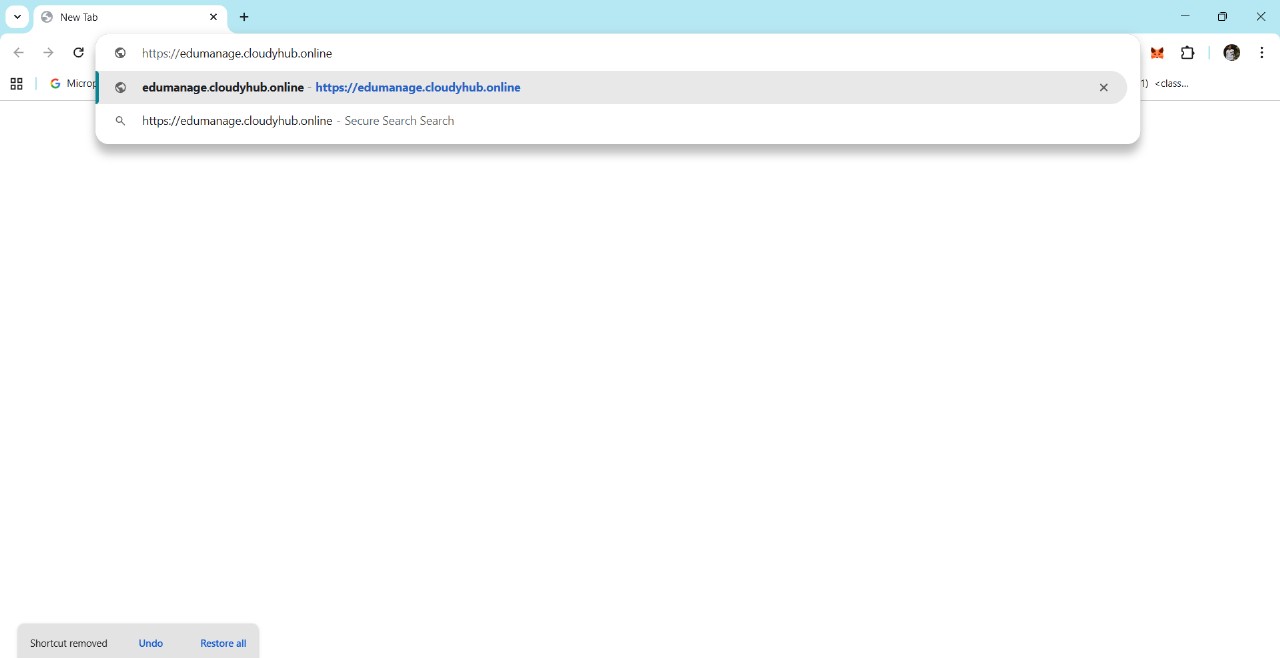 New Tab
https://edumanage.cloudyhub.online
edumanage.cloudyhub.online - https://edumanage.cloudyhub.online
Microp
1) <class...
https://edumanage.cloudyhub.online - Secure Search Search
Shortcut removed Undo Restore all